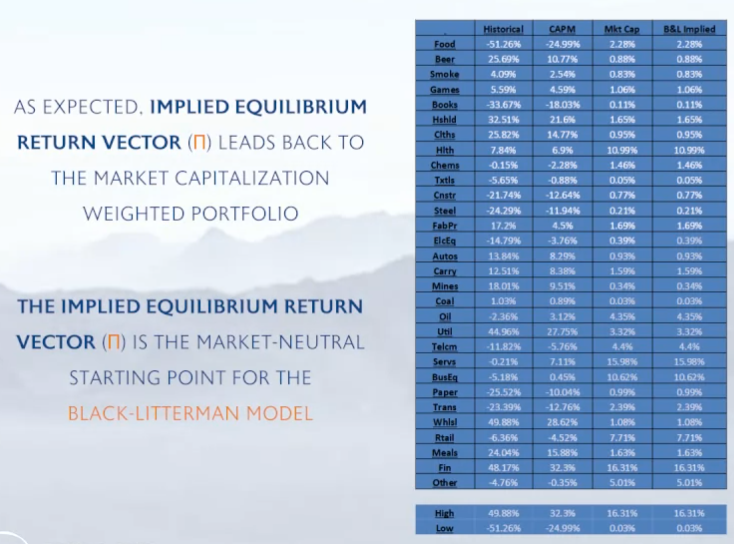 AS EXPECTED, IMPLIED EQUILIBRIUM
RETURN VECTOR (Π) LEADS BACK TO
THE MARKET CAPITALIZATION
WEIGHTED PORTFOLIO
THE IMPLIED EQUILIBRIUM RETURN
VECTOR (Π) IS THE MARKET-NEUTRAL
STARTING POINT FOR THE
BLACK-LITTERMAN MODEL
Historical CAPM Mkt Cap B&L Implied
Food -51.26% -24.99% 2.28% 2.28%
Beer 25.69% 10.77% 0.88% 0.88%
Smoke 4.09% 2.54% 0.83% 0.83%
Games 5.59% 4.59% 1.06% 1.06%
Books -33.67% -18.03% 0.11% 0.11%
Hshld 32.51% 21.6% 1.65% 1.65%
Clths 25.82% 14.77% 0.95% 0.95%
Hlth 7.84% 6.9% 10.99% 10.99%
Chems -0.15% -2.28% 1.46% 1.46%
Txtls -5.65% -0.88% 0.05% 0.05%
Cnstr -21.74% -12.64% 0.77% 0.77%
Steel -24.29% -11.94% 0.21% 0.21%
FabPr 17.2% 4.5% 1.69% 1.69%
ElcEq -14.79% -3.76% 0.39% 0.39%
Autos 13.84% 8.29% 0.93% 0.93%
Carry 12.51% 8.38% 1.59% 1.59%
Mines 18.01% 9.51% 0.34% 0.34%
Coal 1.03% 0.89% 0.03% 0.03%
Oil -2.36% 3.12% 4.35% 4.35%
Util 44.96% 27.75% 3.32% 3.32%
Telcm -11.82% -5.76% 4.4% 4.4%
Servs -0.21% 7.11% 15.98% 15.98%
BusEq -5.18% 0.45% 10.62% 10.62%
Paper -25.52% -10.04% 0.99% 0.99%
Trans -23.39% -12.76% 2.39% 2.39%
Whlsl 49.88% 28.62% 1.08% 1.08%
Rtail -6.36% -4.52% 7.71% 7.71%
Meals 24.04% 15.88% 1.63% 1.63%
Fin 48.17% 32.3% 16.31% 16.31%
Other -4.76% -0.35% 5.01% 5.01%
High 49.88% 32.3% 16.31% 16.31%
Low -51.26% -24.99% 0.03% 0.03%